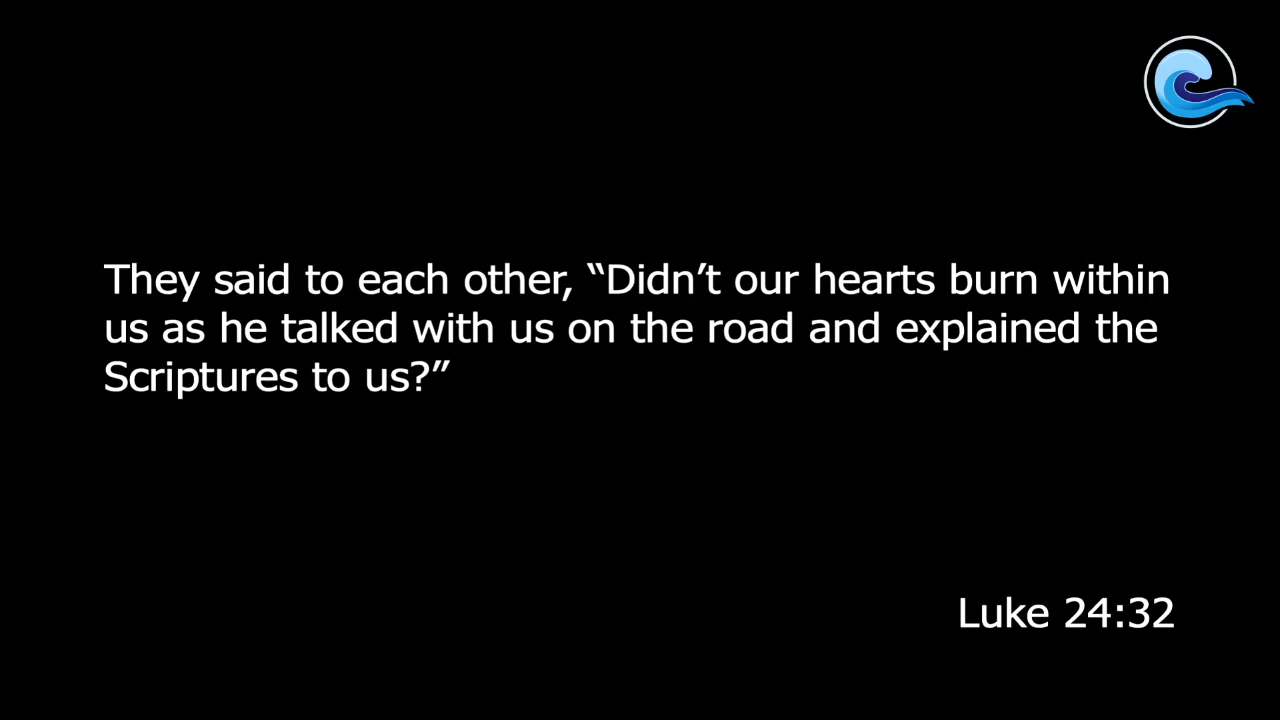 They said to each other, “Didn’t our hearts burn within
us as he talked with us on the road and explained the
Scriptures to us?”
Luke 24:32